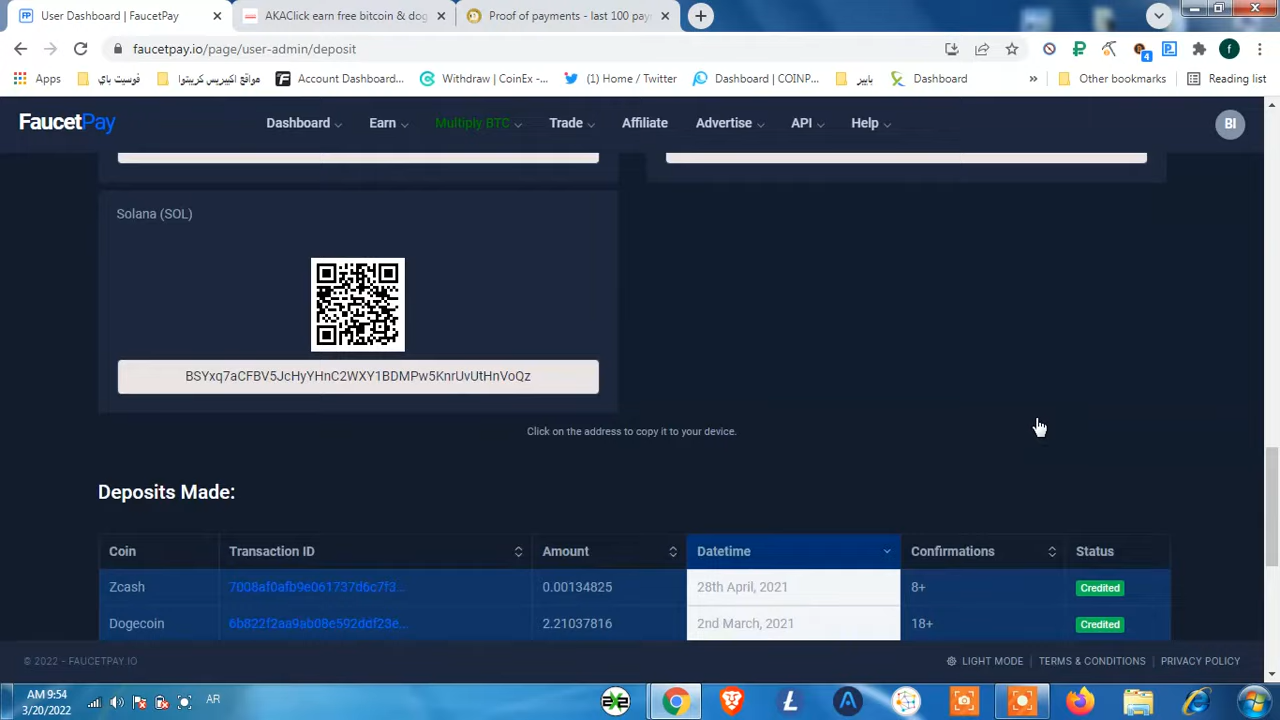 User Dashboard | FaucetPay
AKAClick earn free bitcoin & dog
Proof of payments - last 100 pay
faucetpay.io/page/user-admin/deposit
4
f
Apps
فوسيت باي
مواقع اكبيريس كريبتوا
Account Dashboard...
Withdraw | CoinEx -...
(1) Home / Twitter
Dashboard | COINP...
بايير
Dashboard
»
Other bookmarks
Reading list
FaucetPay
Dashboard
Earn
Multiply BTC
Trade
Affiliate
Advertise
API
Help
BI
Solana (SOL)
BSYxq7aCFBV5JcHyYHnC2WXY1BDMPw5KnrUvUtHnVoQz
Click on the address to copy it to your device.
Deposits Made:
Coin Transaction ID Amount Datetime Confirmations Status
Zcash 7008af0afb9e061737d6c7f3... 0.00134825 28th April, 2021 8+ Credited
Dogecoin 6b822f2aa9ab08e592ddf23e... 2.21037816 2nd March, 2021 18+ Credited
© 2022 - FAUCETPAY IO
LIGHT MODE | TERMS & CONDITIONS | PRIVACY POLICY
AM 9:54
3/20/2022
AR